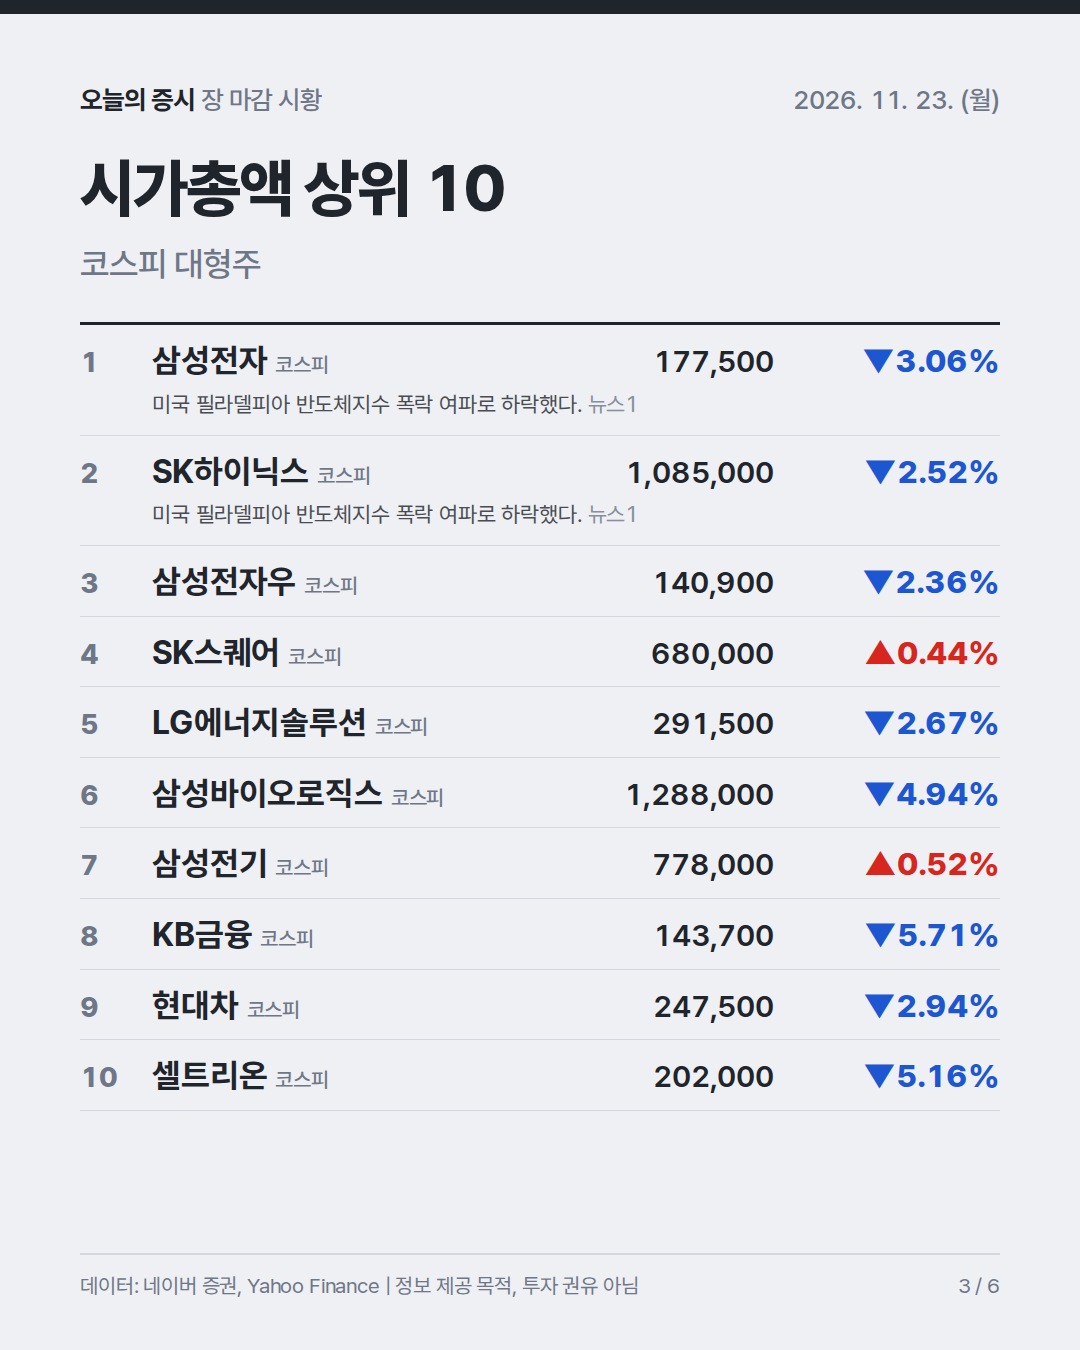 오늘의 증시 장 마감 시황 2026. 11. 23. (월)
시가총액 상위 10
코스피 대형주
1 삼성전자 코스피 177,500 ▼3.06%
미국 필라델피아 반도체지수 폭락 여파로 하락했다. 뉴스1
2 SK하이닉스 코스피 1,085,000 ▼2.52%
미국 필라델피아 반도체지수 폭락 여파로 하락했다. 뉴스1
3 삼성전자우 코스피 140,900 ▼2.36%
4 SK스퀘어 코스피 680,000 ▲0.44%
5 LG에너지솔루션 코스피 291,500 ▼2.67%
6 삼성바이오로직스 코스피 1,288,000 ▼4.94%
7 삼성전기 코스피 778,000 ▲0.52%
8 KB금융 코스피 143,700 ▼5.71%
9 현대차 코스피 247,500 ▼2.94%
10 셀트리온 코스피 202,000 ▼5.16%
데이터: 네이버 증권, Yahoo Finance | 정보 제공 목적, 투자 권유 아님 3 / 6